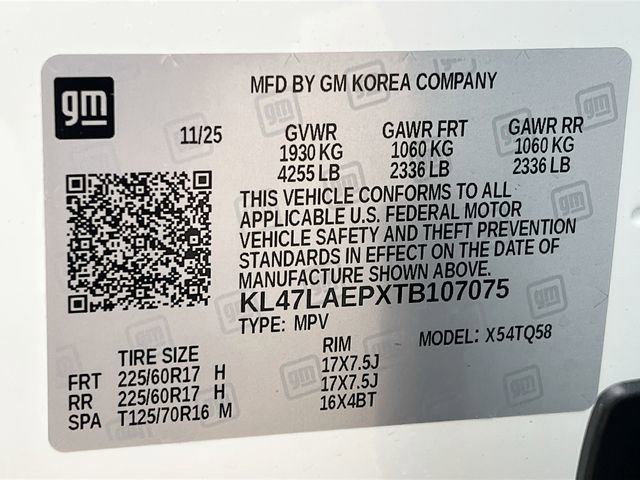 gm
MFD BY GM KOREA COMPANY
11/25 GVWR GAWR FRT GAWR RR
1930 KG 1060 KG 1060 KG
4255 LB 2336 LB 2336 LB
THIS VEHICLE CONFORMS TO ALL
APPLICABLE U.S. FEDERAL MOTOR
VEHICLE SAFETY AND THEFT PREVENTION
STANDARDS IN EFFECT ON THE DATE OF
MANUFACTURE SHOWN ABOVE.
KL47LAEPXTB107075
TYPE: MPV MODEL: X54TQ58
TIRE SIZE RIM
FRT 225/60R17 H 17X7.5J
RR 225/60R17 H 17X7.5J
SPA T125/70R16 M 16X4BT